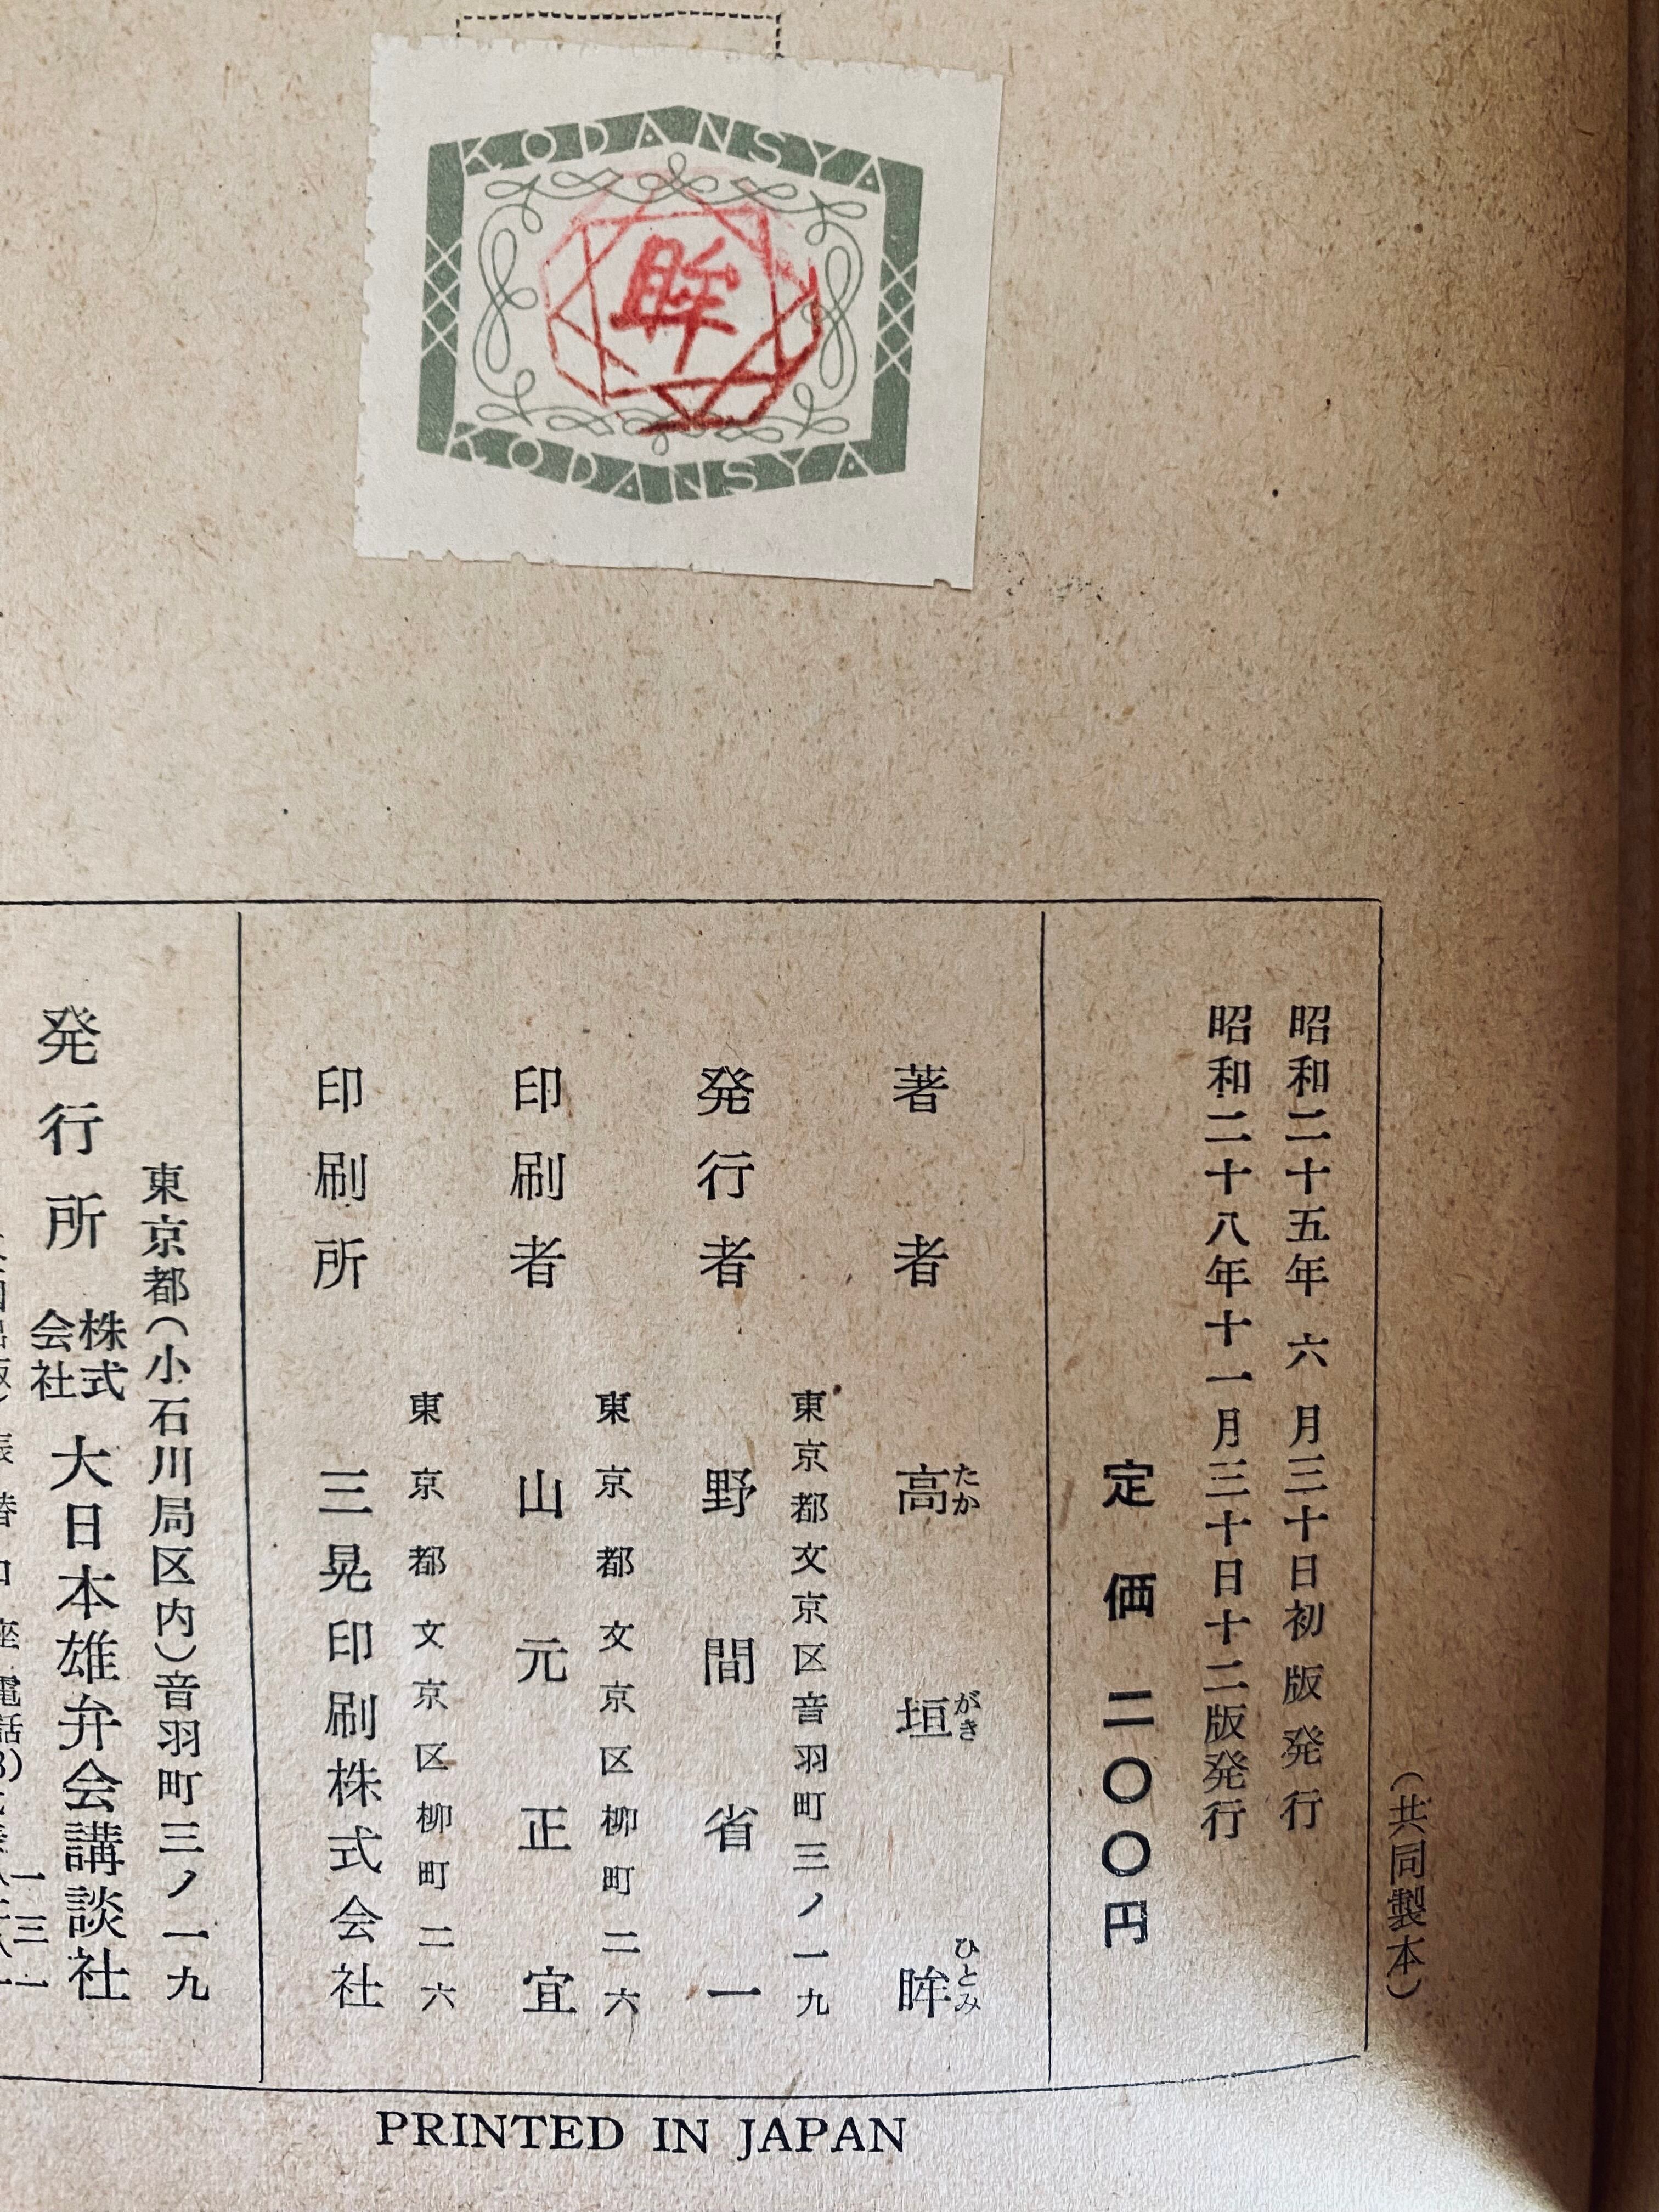 KODANSYA
眸
KODANSYA
（共同製本）
昭和二十五年 六 月三十日初 版 発 行
昭和二十八年十一月三十日十二版発行
定 価 二〇〇円
著 者 高垣眸
たか がき ひとみ
東京都文京区音羽町三ノ一九
発行者 野間省一
東京都文京区柳町二六
印刷者 山元正宜
東京都文京区柳町二六
印刷所 三晃印刷株式会社
東京都（小石川局区内）音羽町三ノ一九
発行所 株式会社 大日本雄弁会講談社
PRINTED IN JAPAN